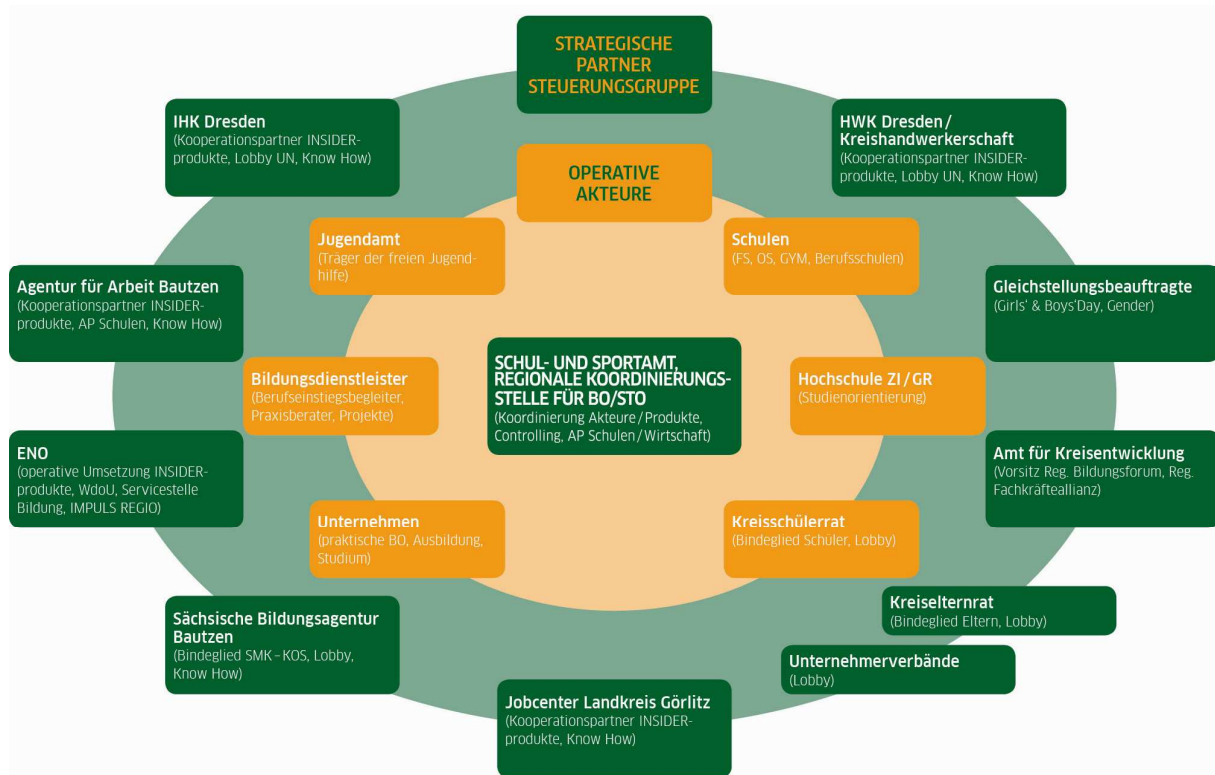 STRATEGISCHE
PARTNER
STEUERUNGSGRUPPE
IHK Dresden
(Kooperationspartner INSIDER-
produkte, Lobby UN, Know How)
HWK Dresden /
Kreishandwerkerschaft
(Kooperationspartner INSIDER-
produkte, Lobby UN, Know How)
OPERATIVE
AKTEURE
Jugendamt
(Träger der freien Jugend-
hilfe)
Schulen
(FS, OS, GYM, Berufsschulen)
Agentur für Arbeit Bautzen
(Kooperationspartner INSIDER-
produkte, AP Schulen, Know How)
Gleichstellungsbeauftragte
(Girls' & Boys'Day, Gender)
Bildungsdienstleister
(Berufseinstiegsbegleiter,
Praxisberater, Projekte)
SCHUL- UND SPORTAMT,
REGIONALE KOORDINIERUNGS-
STELLE FÜR BO/STO
(Koordinierung Akteure / Produkte,
Controlling, AP Schulen / Wirtschaft)
Hochschule ZI / GR
(Studienorientierung)
ENO
(operative Umsetzung INSIDER-
produkte, WdoU, Servicestelle
Bildung, IMPULS REGIO)
Amt für Kreisentwicklung
(Vorsitz Reg. Bildungsforum, Reg.
Fachkräfteallianz)
Unternehmen
(praktische BO, Ausbildung,
Studium)
Kreisschülerrat
(Bindeglied Schüler, Lobby)
Sächsische Bildungsagentur
Bautzen
(Bindeglied SMK – KOS, Lobby,
Know How)
Kreiselternrat
(Bindeglied Eltern, Lobby)
Unternehmerverbände
(Lobby)
Jobcenter Landkreis Görlitz
(Kooperationspartner INSIDER-
produkte, Know How)